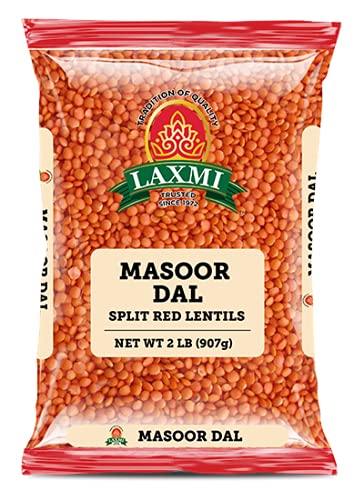 TRADITION OF QUALITY
LAXMI
TRUSTED
SINCE 1972
MASOOR
DAL
SPLIT RED LENTILS
NET WT 2 LB (907g)
MASOOR DAL
MASOOR DAL
LAXMI
MASOOR DAL